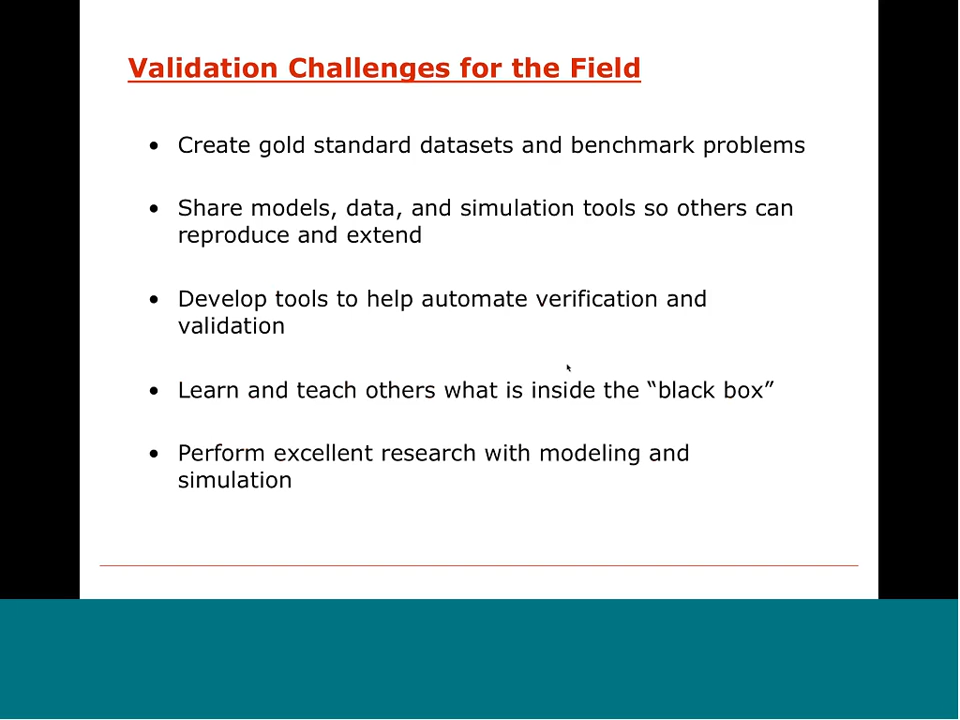 Validation Challenges for the Field
• Create gold standard datasets and benchmark problems
• Share models, data, and simulation tools so others can
reproduce and extend
• Develop tools to help automate verification and
validation
• Learn and teach others what is inside the “black box”
• Perform excellent research with modeling and
simulation